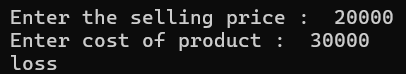 Enter the selling price :  20000
Enter cost of product :  30000
loss